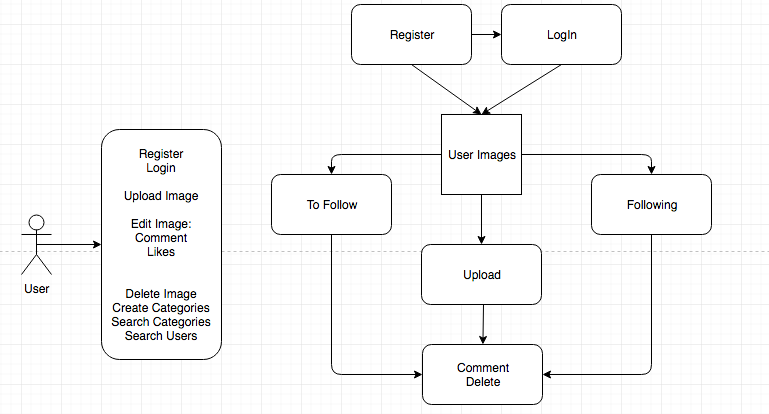 Register
LogIn
User Images
To Follow
Following
Upload
Comment
Delete
Register
Login
Upload Image
Edit Image:
Comment
Likes
Delete Image
Create Categories
Search Categories
Search Users
User